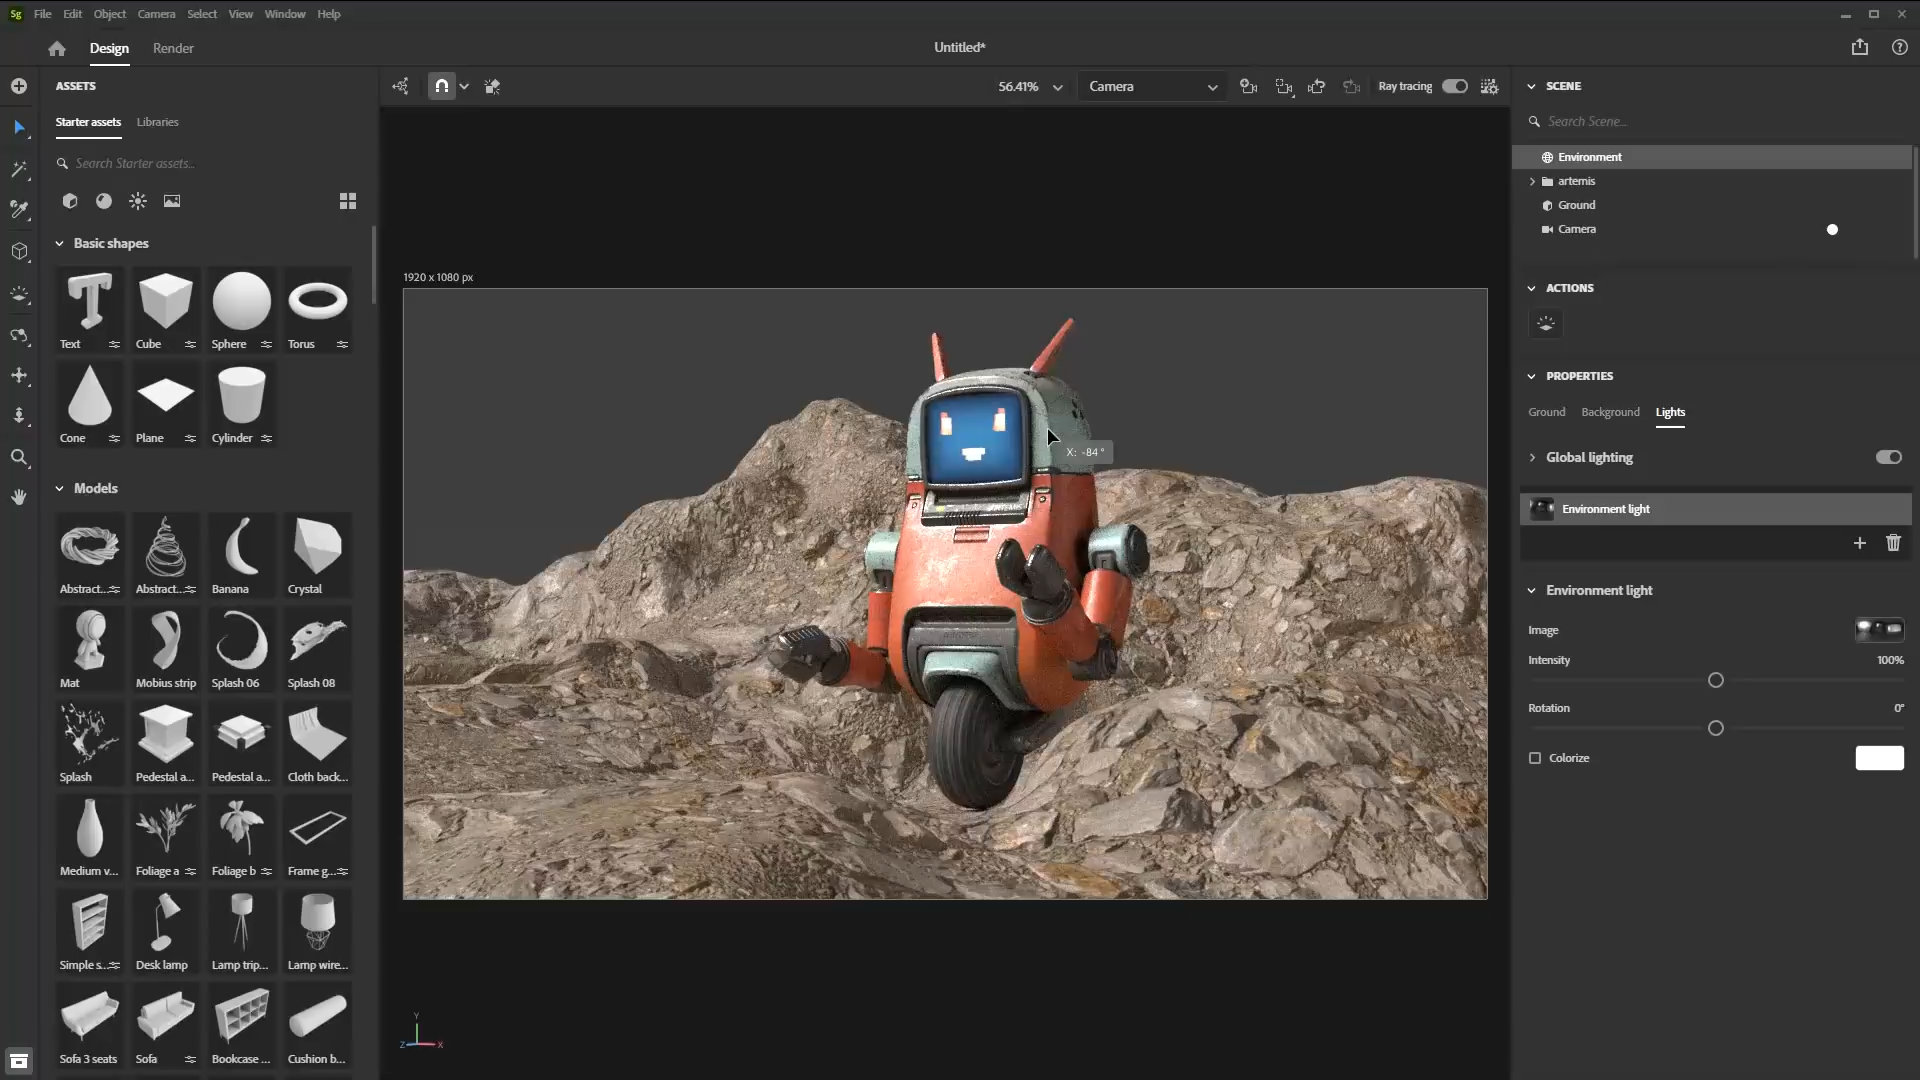 Sg File Edit Object Camera Select View Window Help
Design Render Untitled*
ASSETS
Starter assets Libraries
Search Starter assets...
Basic shapes
Text Cube Sphere Torus
Cone Plane Cylinder
Models
Abstract... Abstract... Banana Crystal
Mat Mobius strip Splash 06 Splash 08
Splash Pedestal a... Pedestal a... Cloth back...
Medium v... Foliage a Foliage b Frame g...
Simple s... Desk lamp Lamp trip... Lamp wire...
Sofa 3 seats Sofa Bookcase ... Cushion b...
56.41% Camera Ray tracing
1920 x 1080 px
X: -84 °
Y
Z X
SCENE
Search Scene...
Environment
artemis
Ground
Camera
ACTIONS
PROPERTIES
Ground Background Lights
Global lighting
Environment light
Environment light
Image
Intensity 100%
Rotation 0°
Colorize